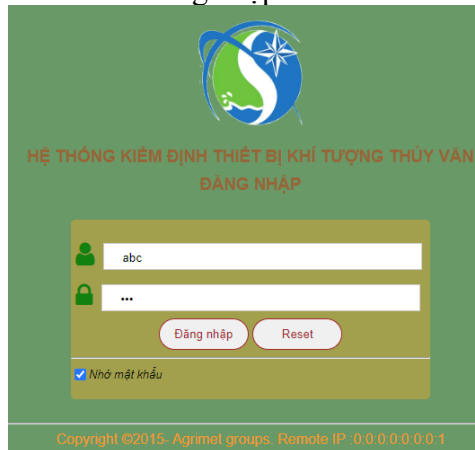 HỆ THỐNG KIỂM ĐỊNH THIẾT BỊ KHÍ TƯỢNG THỦY VĂN
ĐĂNG NHẬP
abc
•••
Đăng nhập Reset
Nhớ mật khẩu
Copyright ©2015- Agrimet groups. Remote IP :0:0:0:0:0:0:0:1